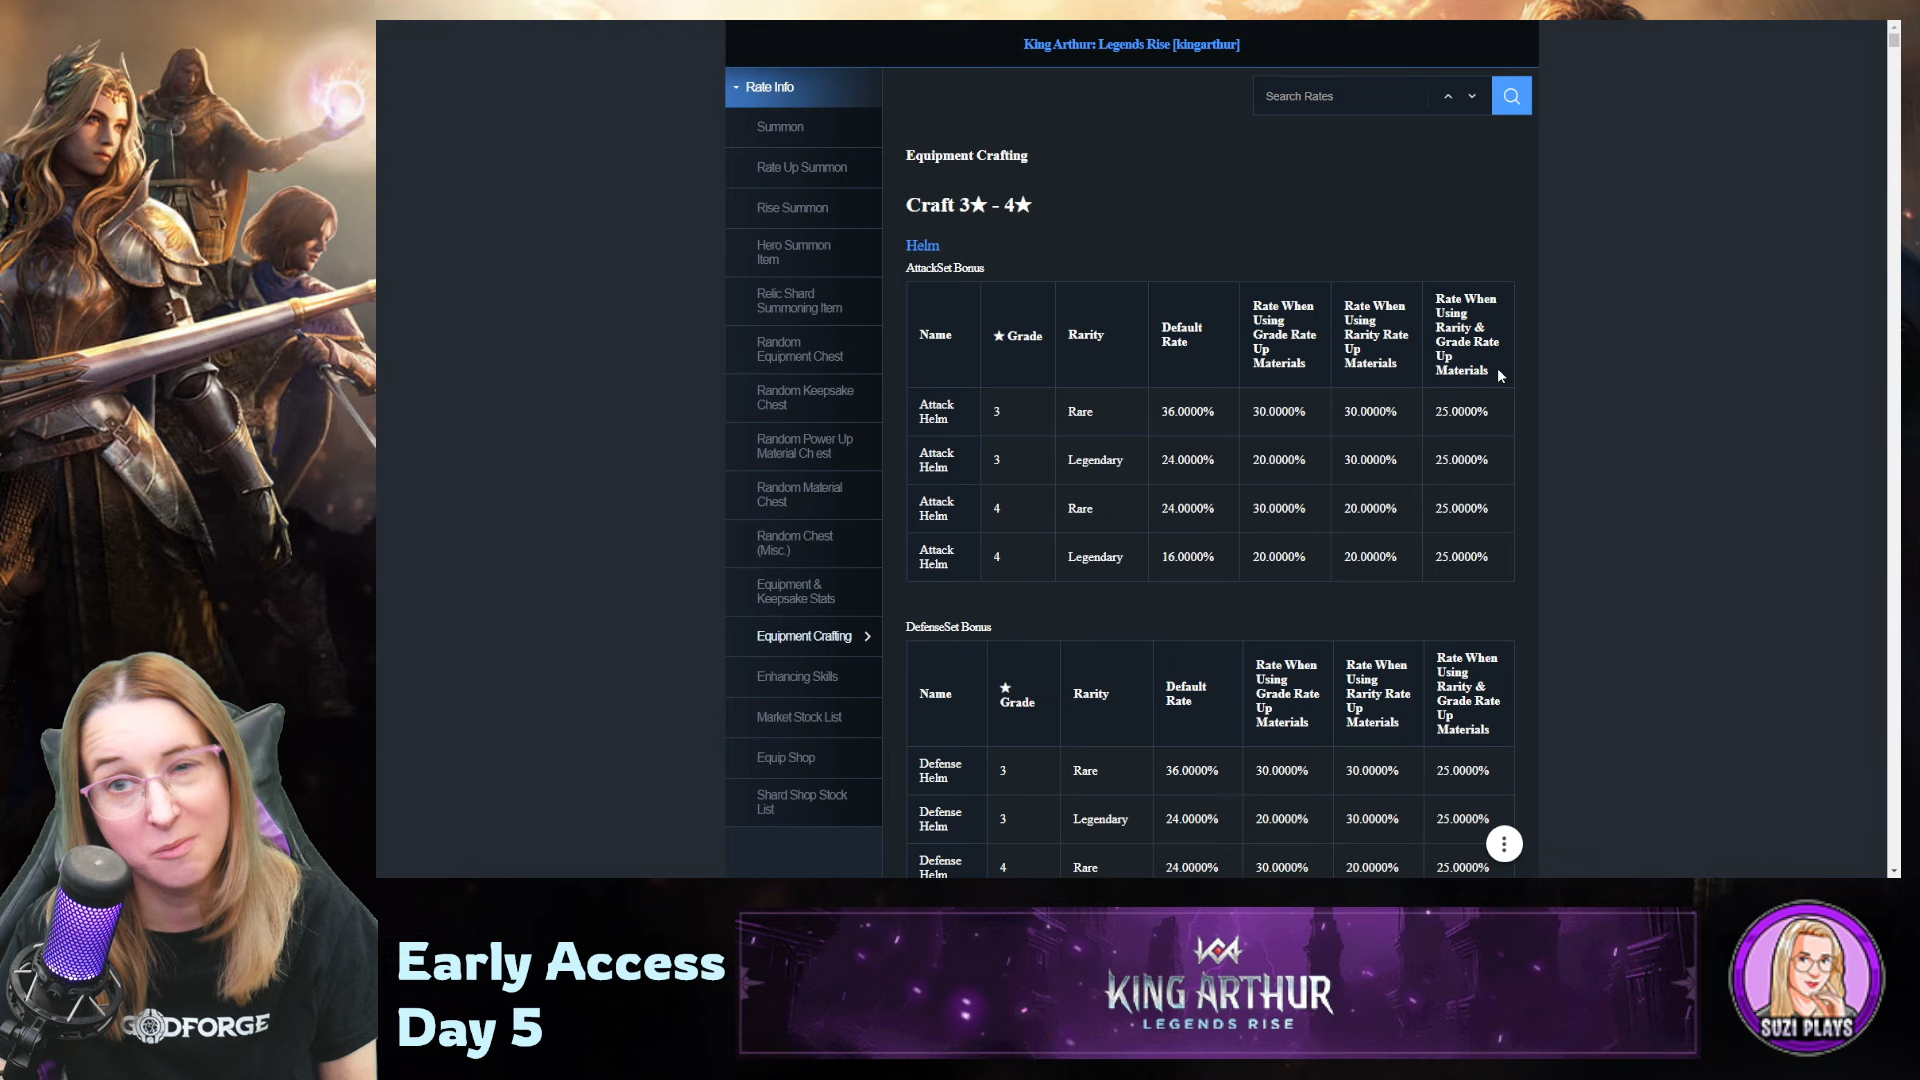 King Arthur: Legends Rise [kingarthur]
Rate Info
Search Rates
Summon
Rate Up Summon
Rise Summon
Hero Summon
Item
Relic Shard
Summoning Item
Random
Equipment Chest
Random Keepsake
Chest
Random Power Up
Material Ch est
Random Material
Chest
Random Chest
(Misc.)
Equipment &
Keepsake Stats
Equipment Crafting
Enhancing Skills
Market Stock List
Equip Shop
Shard Shop Stock
List
Equipment Crafting
Craft 3★ - 4★
Helm
AttackSet Bonus
Name ★ Grade Rarity Default Rate Rate When Using Grade Rate Up Materials Rate When Using Rarity Rate Up Materials Rate When Using Rarity & Grade Rate Up Materials
Attack Helm 3 Rare 36.0000% 30.0000% 30.0000% 25.0000%
Attack Helm 3 Legendary 24.0000% 20.0000% 30.0000% 25.0000%
Attack Helm 4 Rare 24.0000% 30.0000% 20.0000% 25.0000%
Attack Helm 4 Legendary 16.0000% 20.0000% 20.0000% 25.0000%
DefenseSet Bonus
Name ★ Grade Rarity Default Rate Rate When Using Grade Rate Up Materials Rate When Using Rarity Rate Up Materials Rate When Using Rarity & Grade Rate Up Materials
Defense Helm 3 Rare 36.0000% 30.0000% 30.0000% 25.0000%
Defense Helm 3 Legendary 24.0000% 20.0000% 30.0000% 25.0000%
Defense Helm 4 Rare 24.0000% 30.0000% 20.0000% 25.0000%
GODFORGE
Early Access
Day 5
KING ARTHUR
LEGENDS RISE
SUZI PLAYS